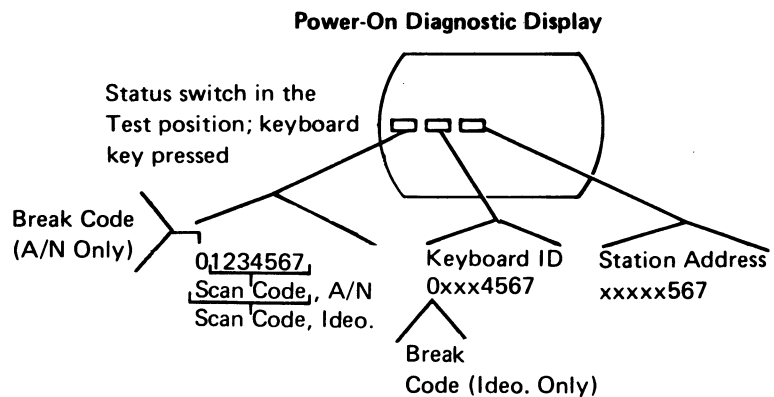 Power-On Diagnostic Display
Status switch in the
Test position; keyboard
key pressed
Break Code
(A/N Only)
01234567
Scan Code, A/N
Scan Code, Ideo.
Keyboard ID
0xxx4567
Break
Code (Ideo. Only)
Station Address
xxxxx567